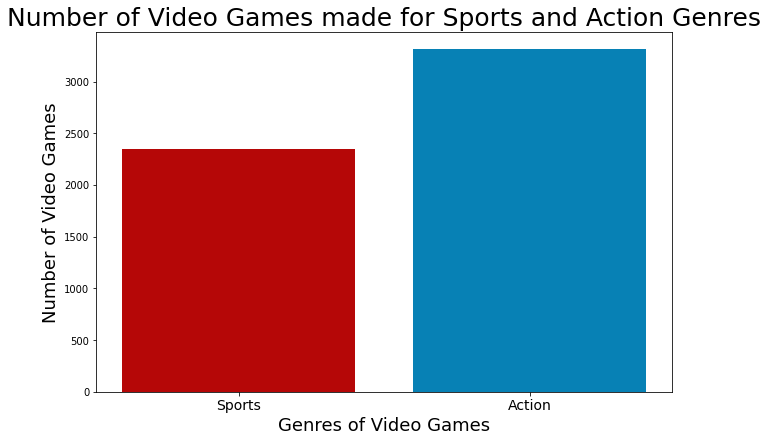 Number of Video Games made for Sports and Action Genres
Number of Video Games
3000
2500
2000
1500
1000
500
0
Sports Action
Genres of Video Games